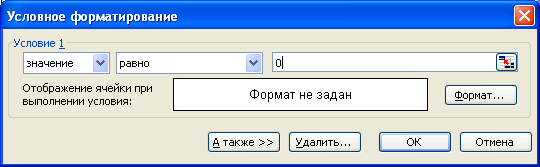 Условное форматирование
Условие 1
значение равно 0
Отображение ячейки при
выполнении условия:
Формат не задан
Формат...
А также >> Удалить... ОК Отмена